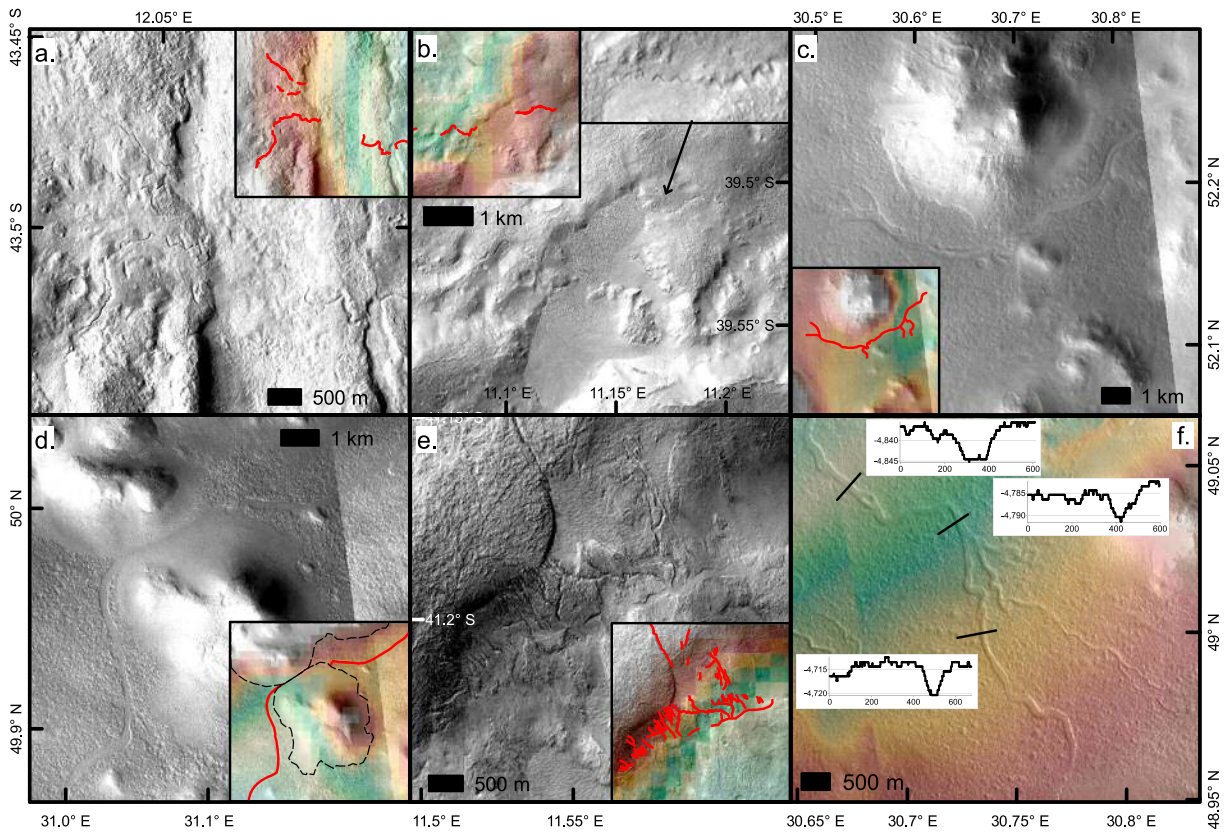 12.05° E
30.5° E
30.6° E
30.7° E
30.8° E
43.45° S
a.
b.
c.
1 km
39.5° S
52.2° N
43.5° S
39.55° S
52.1° N
11.1° E
11.15° E
11.2° E
500 m
1 km
d.
1 km
e.
f.
-4,840
-4,845
0
200
400
600
49.05° N
-4,785
-4,790
0
200
400
600
50° N
41.2° S
49° N
-4,715
-4,720
0
200
400
600
49.9° N
500 m
500 m
48.95° N
31.0° E
31.1° E
11.5° E
11.55° E
30.65° E
30.7° E
30.75° E
30.8° E